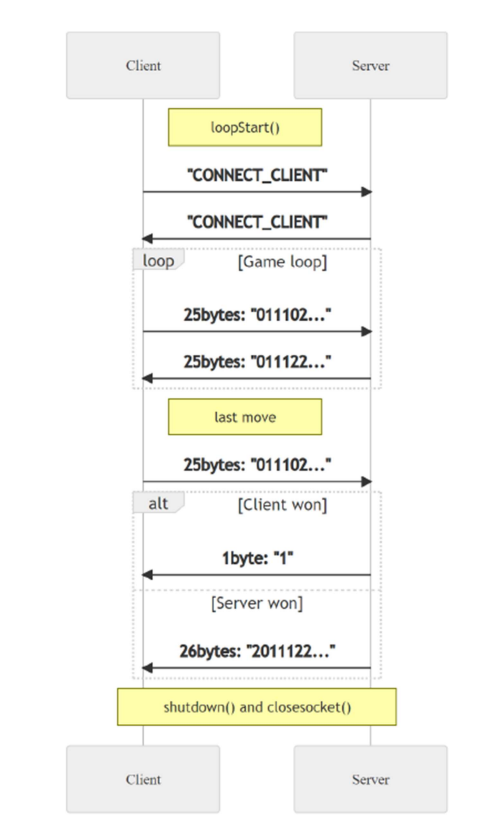 Client Server
loopStart()
"CONNECT_CLIENT"
"CONNECT_CLIENT"
loop [Game loop]
25bytes: "011102..."
25bytes: "011122..."
last move
25bytes: "011102..."
alt [Client won]
1byte: "1"
[Server won]
26bytes: "2011122..."
shutdown() and closesocket()
Client Server